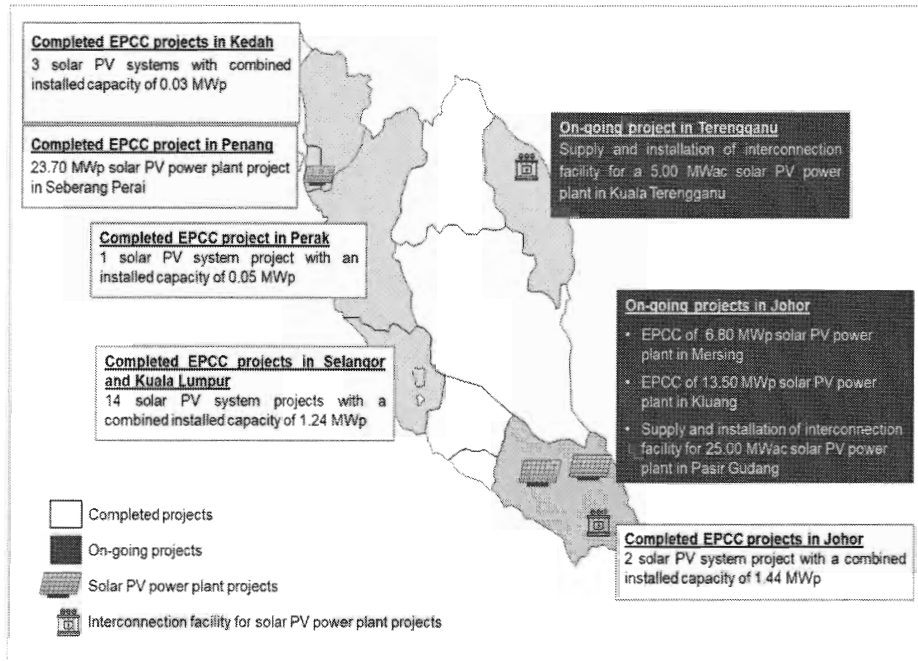 Completed EPCC projects in Kedah
3 solar PV systems with combined
installed capacity of 0.03 MWp
Completed EPCC project in Penang
23.70 MWp solar PV power plant project
in Seberang Perai
Completed EPCC project in Perak
1 solar PV system project with an
installed capacity of 0.05 MWp
Completed EPCC projects in Selangor
and Kuala Lumpur
14 solar PV system projects with a
combined installed capacity of 1.24 MWp
On-going project in Terengganu
Supply and installation of interconnection
facility for a 5.00 MWac solar PV power
plant in Kuala Terengganu
On-going projects in Johor
• EPCC of 6.80 MWp solar PV power
plant in Mersing
• EPCC of 13.50 MWp solar PV power
plant in Kluang
• Supply and installation of interconnection
facility for 25.00 MWac solar PV power
plant in Pasir Gudang
Completed EPCC projects in Johor
2 solar PV system project with a combined
installed capacity of 1.44 MWp
Completed projects
On-going projects
Solar PV power plant projects
Interconnection facility for solar PV power plant projects